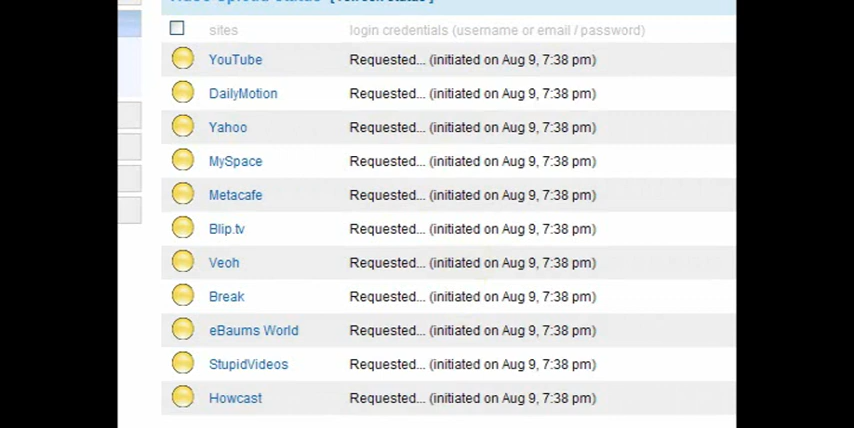 Video Upload Status [refresh status]
sites login credentials (username or email / password)
YouTube Requested... (initiated on Aug 9, 7:38 pm)
DailyMotion Requested... (initiated on Aug 9, 7:38 pm)
Yahoo Requested... (initiated on Aug 9, 7:38 pm)
MySpace Requested... (initiated on Aug 9, 7:38 pm)
Metacafe Requested... (initiated on Aug 9, 7:38 pm)
Blip.tv Requested... (initiated on Aug 9, 7:38 pm)
Veoh Requested... (initiated on Aug 9, 7:38 pm)
Break Requested... (initiated on Aug 9, 7:38 pm)
eBaums World Requested... (initiated on Aug 9, 7:38 pm)
StupidVideos Requested... (initiated on Aug 9, 7:38 pm)
Howcast Requested... (initiated on Aug 9, 7:38 pm)